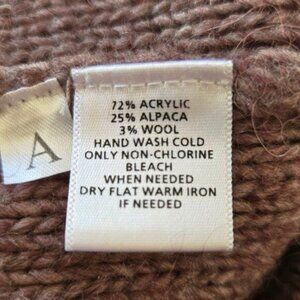 A
72% ACRYLIC
25% ALPACA
3% WOOL
HAND WASH COLD
ONLY NON-CHLORINE
BLEACH
WHEN NEEDED
DRY FLAT WARM IRON
IF NEEDED